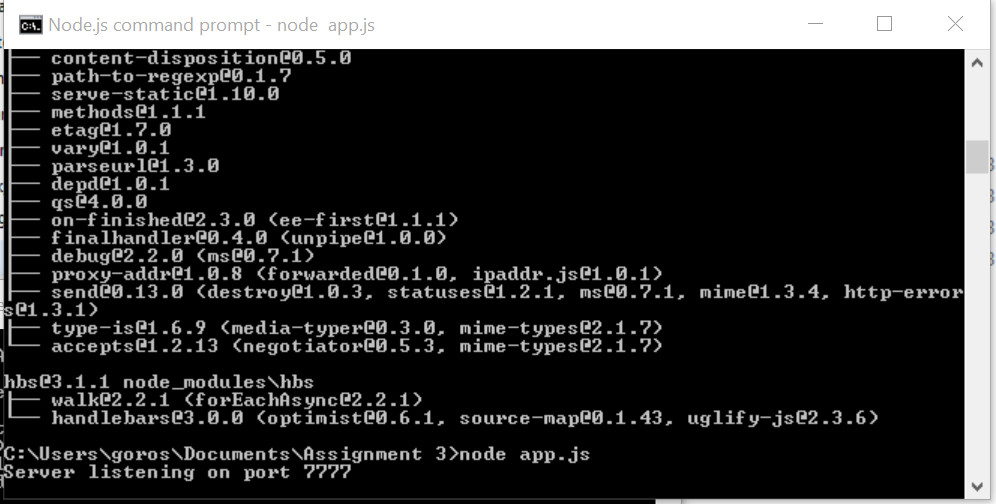 Node.js command prompt - node  app.js
├── content-disposition@0.5.0
├── path-to-regexp@0.1.7
├── serve-static@1.10.0
├── methods@1.1.1
├── etag@1.7.0
├── vary@1.0.1
├── parseurl@1.3.0
├── depd@1.0.1
├── qs@4.0.0
├── on-finished@2.3.0 (ee-first@1.1.1)
├── finalhandler@0.4.0 (unpipe@1.0.0)
├── debug@2.2.0 (ms@0.7.1)
├── proxy-addr@1.0.8 (forwarded@0.1.0, ipaddr.js@1.0.1)
├── send@0.13.0 (destroy@1.0.3, statuses@1.2.1, ms@0.7.1, mime@1.3.4, http-error
s@1.3.1)
├── type-is@1.6.9 (media-typer@0.3.0, mime-types@2.1.7)
└── accepts@1.2.13 (negotiator@0.5.3, mime-types@2.1.7)
hbs@3.1.1 node_modules\hbs
├── walk@2.2.1 (forEachAsync@2.2.1)
└── handlebars@3.0.0 (optimist@0.6.1, source-map@0.1.43, uglify-js@2.3.6)
C:\Users\goros\Documents\Assignment 3>node app.js
Server listening on port 7777